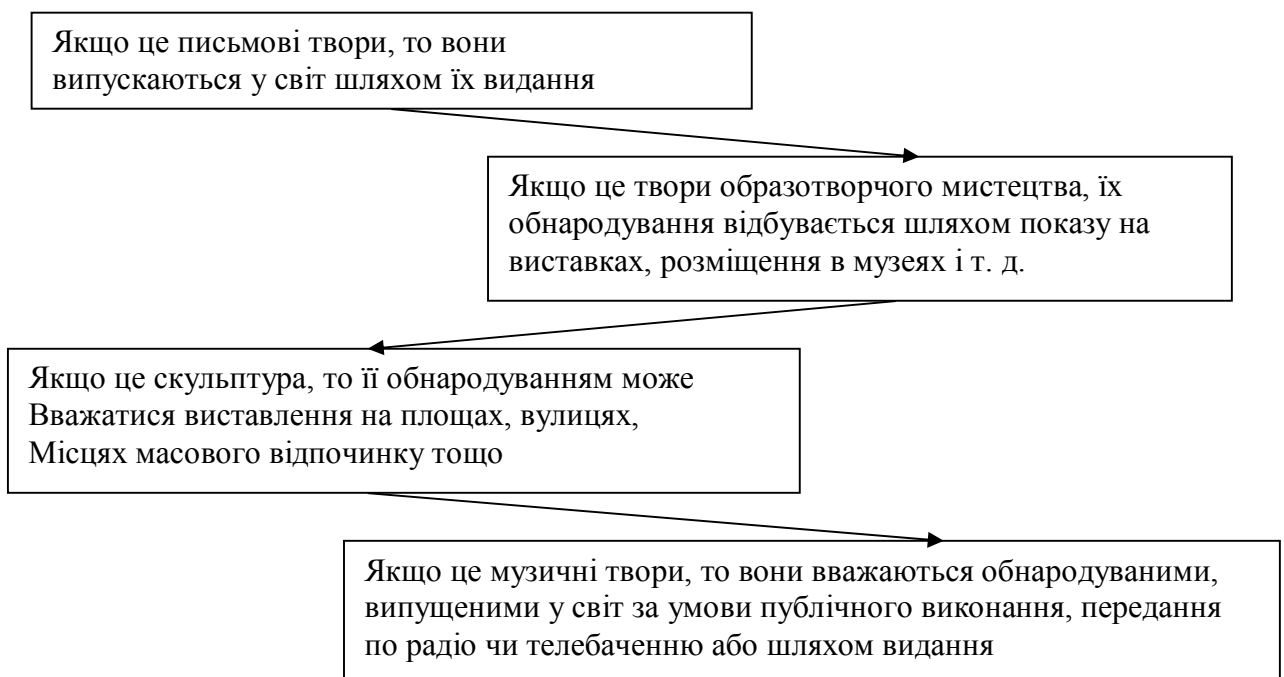 Якщо це письмові твори, то вони
випускаються у світ шляхом їх видання
Якщо це твори образотворчого мистецтва, їх
обнародування відбувається шляхом показу на
виставках, розміщення в музеях і т. д.
Якщо це скульптура, то її обнародуванням може
Вважатися виставлення на площах, вулицях,
Місцях масового відпочинку тощо
Якщо це музичні твори, то вони вважаються обнародуваними,
випущеними у світ за умови публічного виконання, передання
по радіо чи телебаченню або шляхом видання